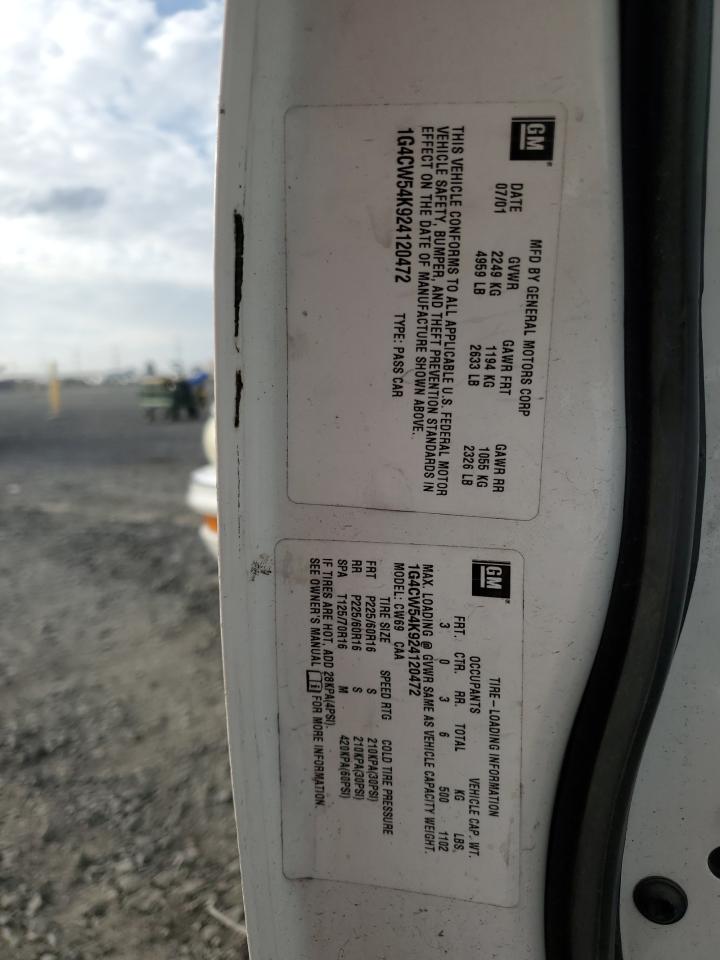 GM
MFD BY GENERAL MOTORS CORP
DATE GVWR GAWR FRT GAWR RR
07/01 2249 KG 1194 KG 1055 KG
4959 LB 2633 LB 2326 LB
THIS VEHICLE CONFORMS TO ALL APPLICABLE U.S. FEDERAL MOTOR
VEHICLE SAFETY, BUMPER, AND THEFT PREVENTION STANDARDS IN
EFFECT ON THE DATE OF MANUFACTURE SHOWN ABOVE.
1G4CW54K924120472 TYPE: PASS CAR
GM
TIRE-LOADING INFORMATION
OCCUPANTS VEHICLE CAP. WT.
FRT. CTR. RR. TOTAL KG LBS.
3 0 3 6 500 1102
MAX. LOADING @ GVWR SAME AS VEHICLE CAPACITY WEIGHT.
1G4CW54K924120472
MODEL: CW69 CAA
TIRE SIZE SPEED RTG COLD TIRE PRESSURE
FRT P225/60R16 S 210KPA(30PSI)
RR P225/60R16 S 210KPA(30PSI)
SPA T125/70R16 M 420KPA(60PSI)
IF TIRES ARE HOT, ADD 28KPA(4PSI).
SEE OWNER'S MANUAL i FOR MORE INFORMATION.